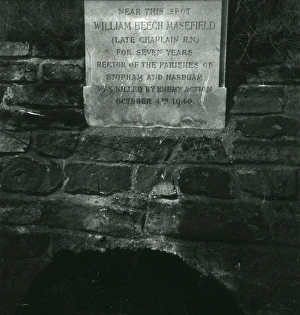 NEAR THIS SPOT
WILLIAM BEECH MASEFIELD
(LATE CHAPLAIN R.N.)
FOR SEVEN YEARS
RECTOR OF THE PARISHES OF
STOPHAM AND HARDHAM
WAS KILLED BY ENEMY ACTION
OCTOBER 4TH 1940